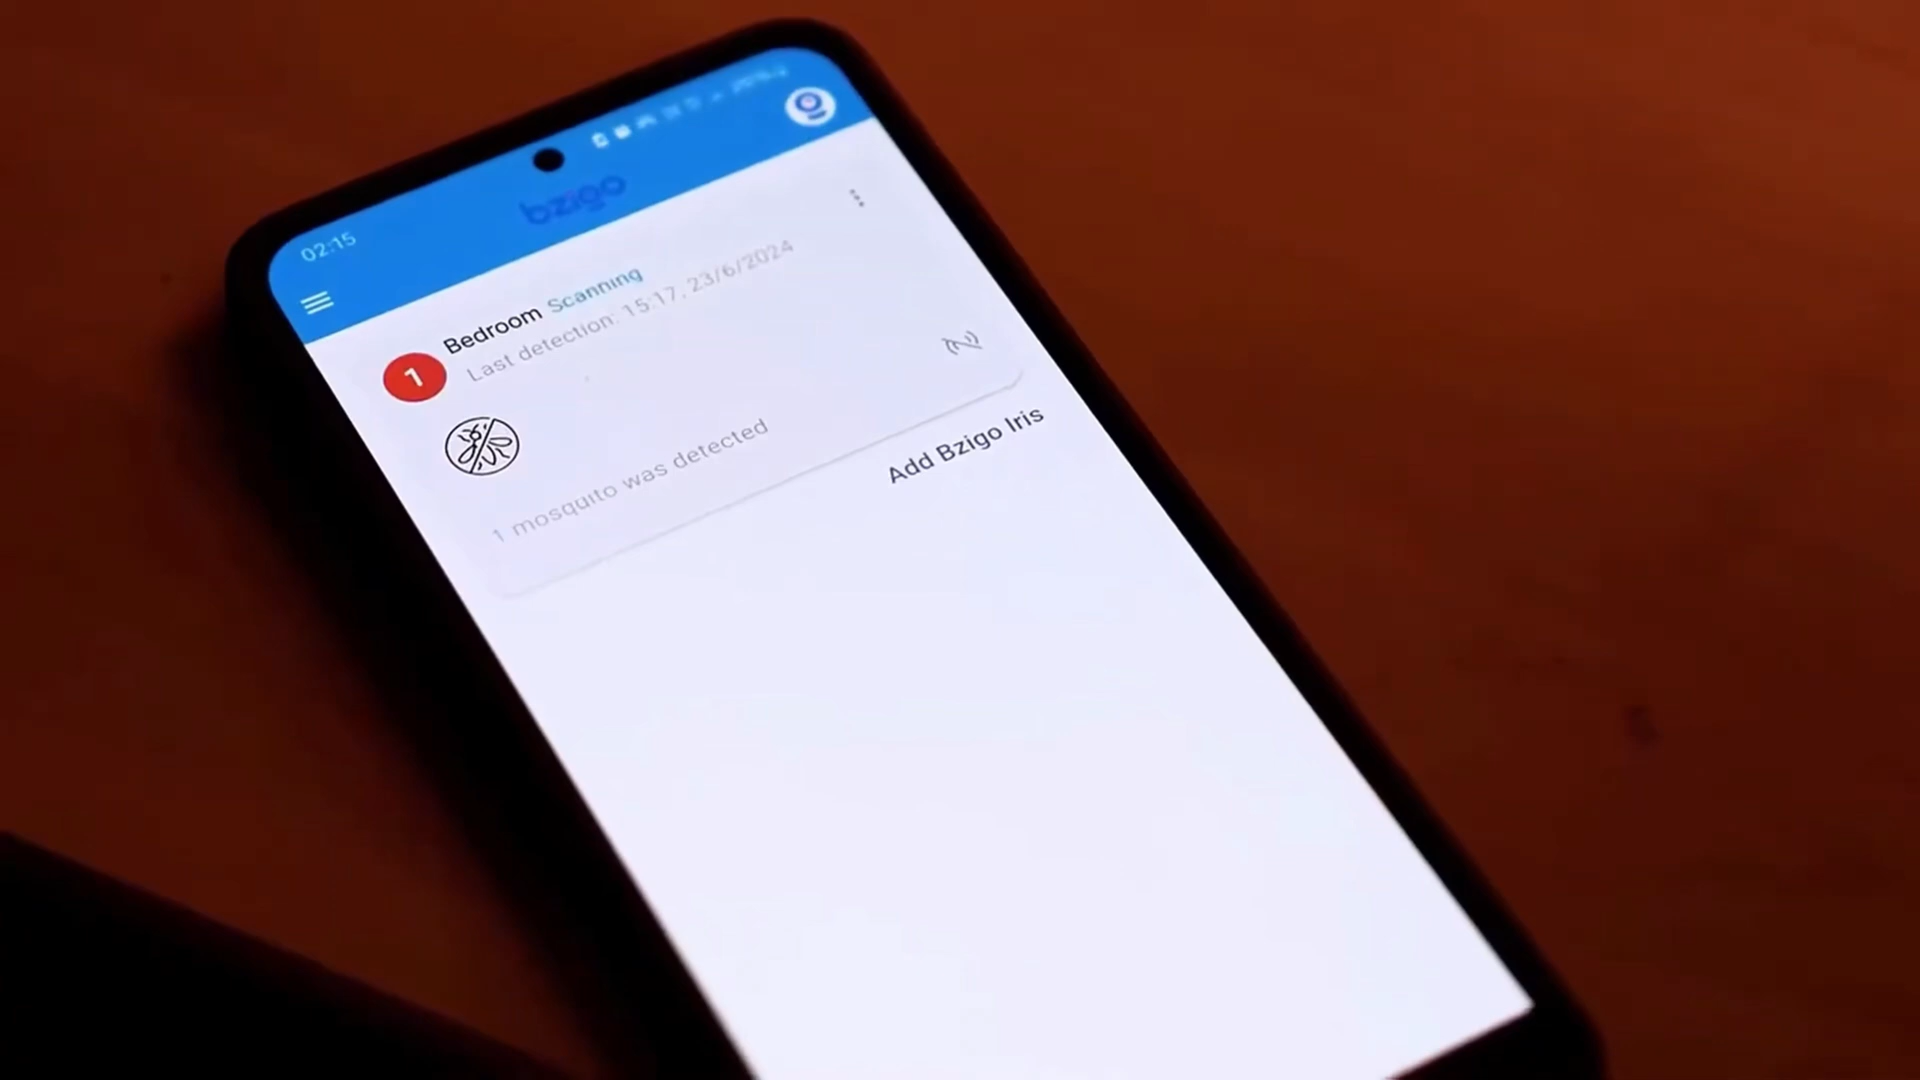 02:15
bzigo
Bedroom Scanning
Last detection: 15:17, 23/6/2024
1
1 mosquito was detected
Add Bzigo Iris